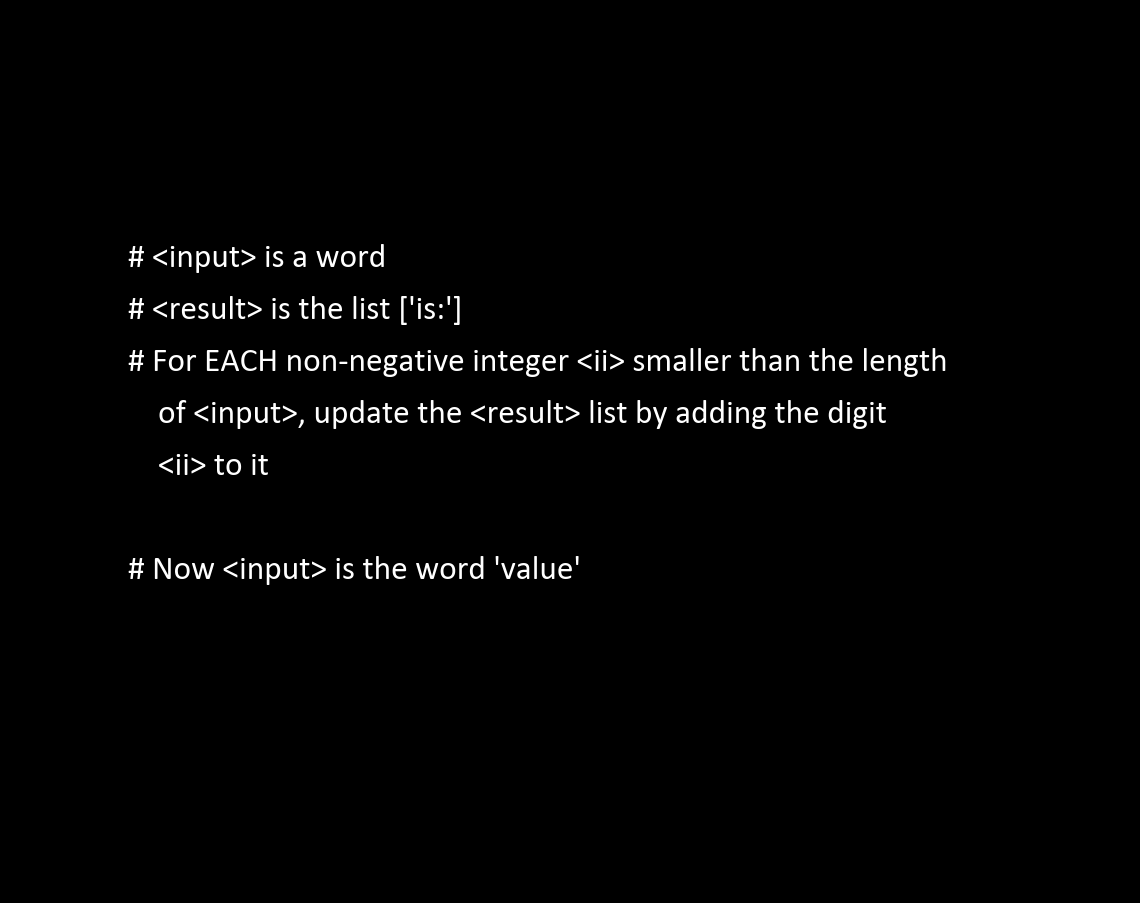 # <input> is a word
# <result> is the list ['is:']
# For EACH non-negative integer <ii> smaller than the length
of <input>, update the <result> list by adding the digit
<ii> to it
# Now <input> is the word 'value'